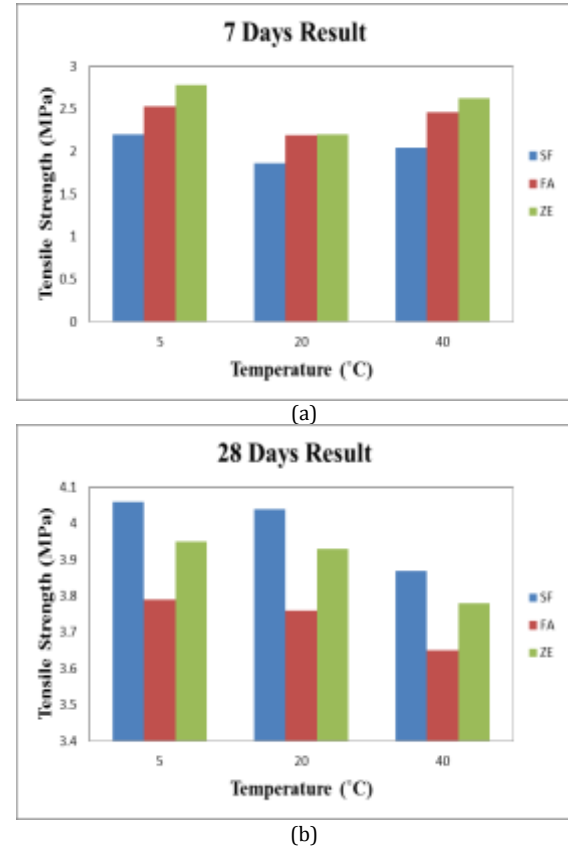 7 Days Result
Tensile Strength (MPa)
3
2.5
2
1.5
1
0.5
0
5
20
40
Temperature (˚C)
SF
FA
ZE
(a)
28 Days Result
Tensile Strength (MPa)
4.1
4
3.9
3.8
3.7
3.6
3.5
3.4
5
20
40
Temperature (˚C)
SF
FA
ZE
(b)